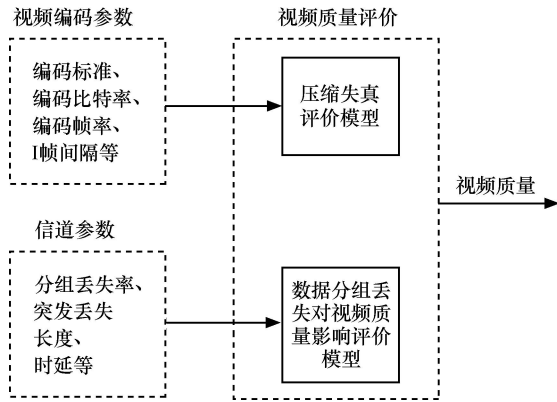 视频编码参数
编码标准、
编码比特率、
编码帧率、
I帧间隔等
信道参数
分组丢失率、
突发丢失
长度、
时延等
视频质量评价
压缩失真
评价模型
数据分组丢
失对视频质
量影响评价
模型
视频质量